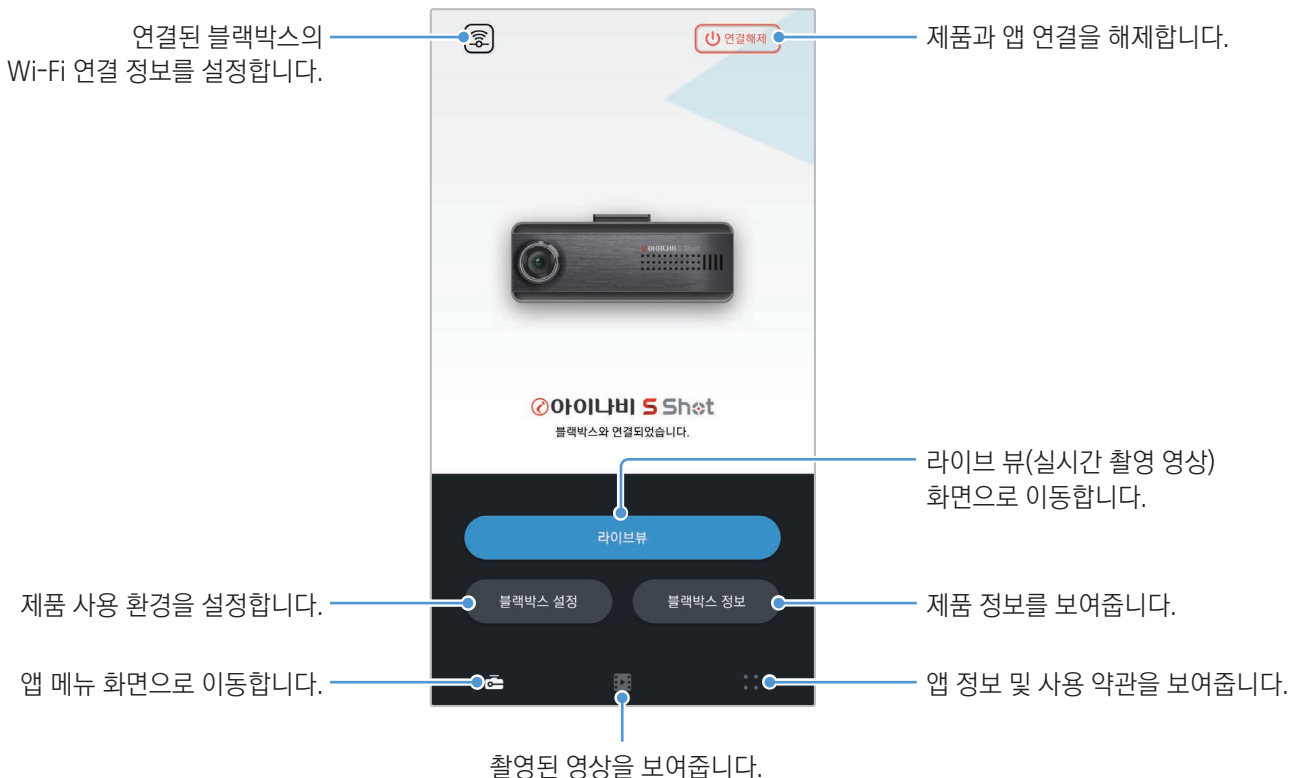 연결된 블랙박스의
Wi-Fi 연결 정보를 설정합니다.
연결해제
제품과 앱 연결을 해제합니다.
아이나비 S Shot
아이나비 S Shot
블랙박스와 연결되었습니다.
라이브 뷰(실시간 촬영 영상)
화면으로 이동합니다.
라이브뷰
제품 사용 환경을 설정합니다.
블랙박스 설정
블랙박스 정보
제품 정보를 보여줍니다.
앱 메뉴 화면으로 이동합니다.
앱 정보 및 사용 약관을 보여줍니다.
촬영된 영상을 보여줍니다.